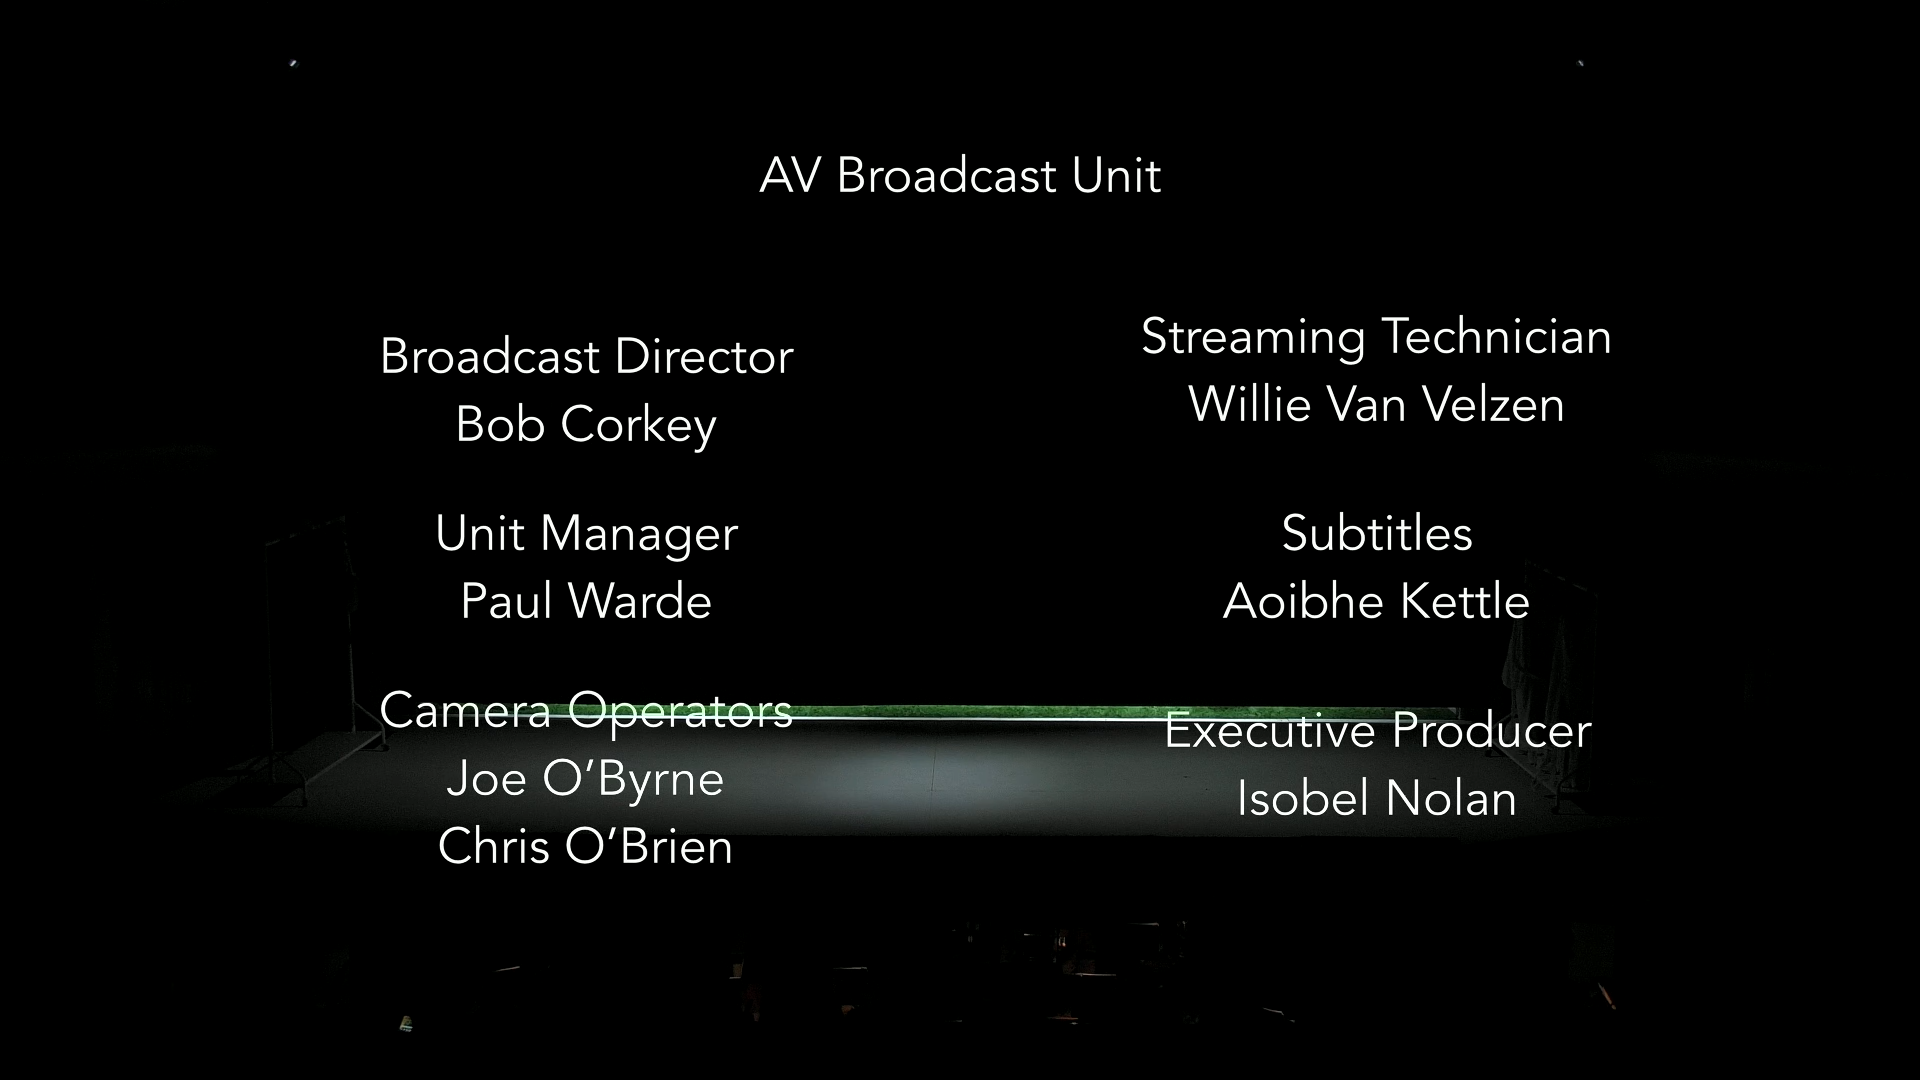 AV Broadcast Unit
Broadcast Director
Bob Corkey
Unit Manager
Paul Warde
Camera Operators
Joe O’Byrne
Chris O’Brien
Streaming Technician
Willie Van Velzen
Subtitles
Aoibhe Kettle
Executive Producer
Isobel Nolan